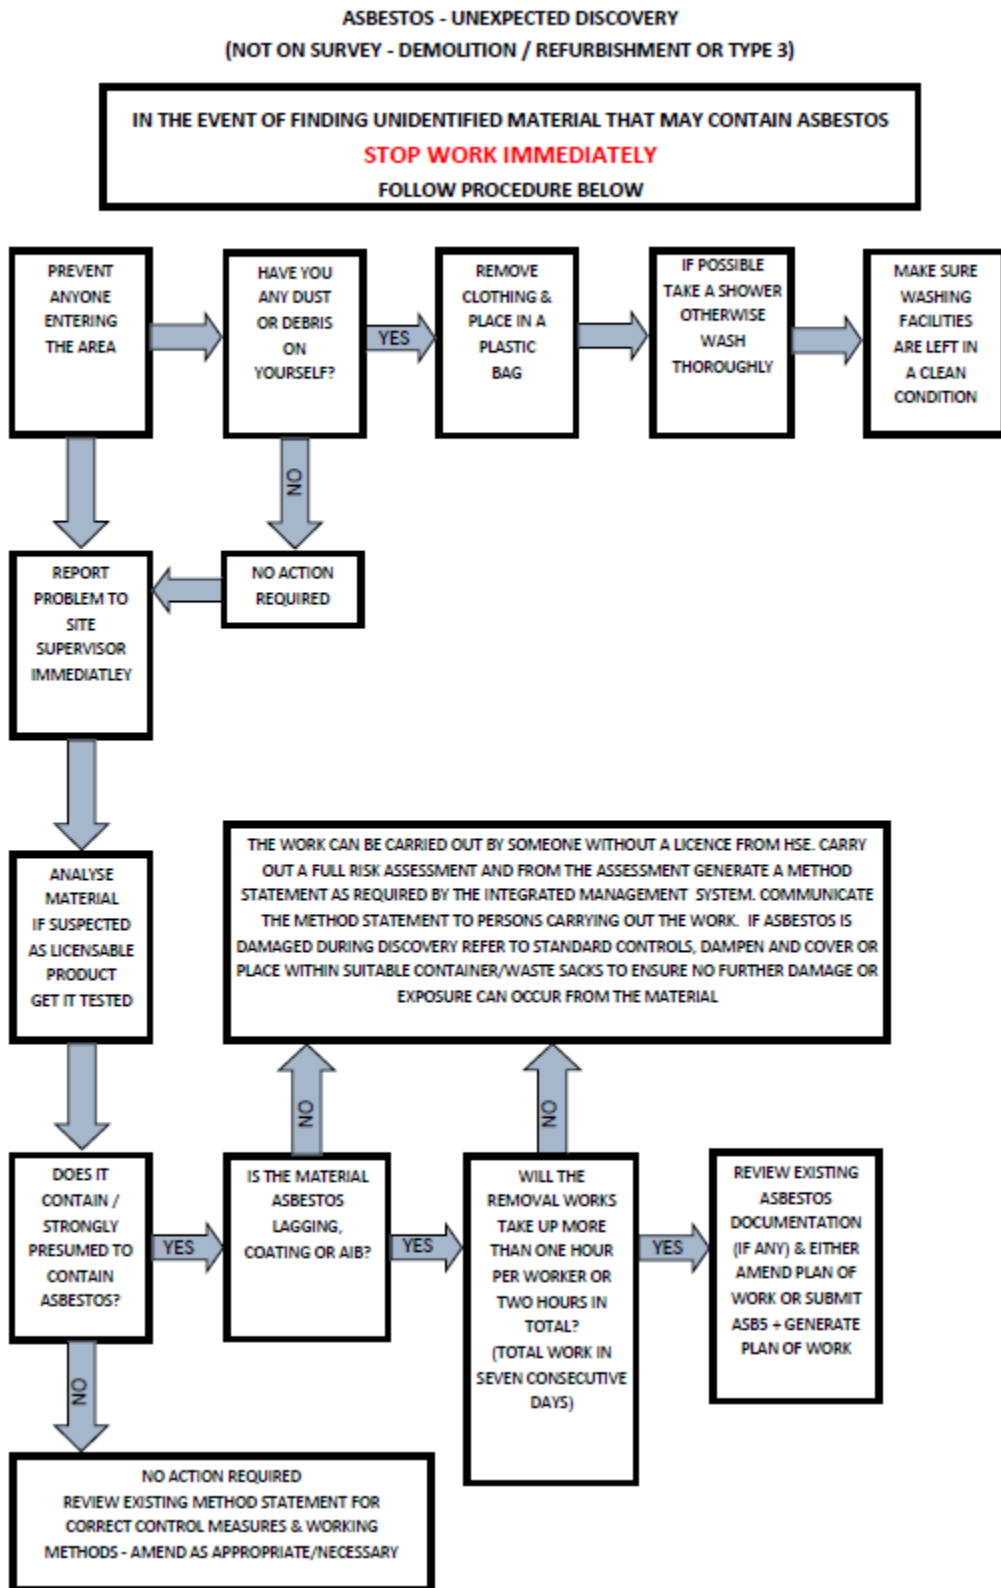 ASBESTOS - UNEXPECTED DISCOVERY
(NOT ON SURVEY - DEMOLITION / REFURBISHMENT OR TYPE 3)
IN THE EVENT OF FINDING UNIDENTIFIED MATERIAL THAT MAY CONTAIN ASBESTOS
STOP WORK IMMEDIATELY
FOLLOW PROCEDURE BELOW
PREVENT
ANYONE
ENTERING
THE AREA
HAVE YOU
ANY DUST
OR DEBRIS
ON
YOURSELF?
YES
REMOVE
CLOTHING &
PLACE IN A
PLASTIC
BAG
IF POSSIBLE
TAKE A SHOWER
OTHERWISE
WASH
THOROUGHLY
MAKE SURE
WASHING
FACILITIES
ARE LEFT IN
A CLEAN
CONDITION
NO
REPORT
PROBLEM TO
SITE
SUPERVISOR
IMMEDIATLEY
NO ACTION
REQUIRED
ANALYSE
MATERIAL
IF SUSPECTED
AS LICENSABLE
PRODUCT
GET IT TESTED
THE WORK CAN BE CARRIED OUT BY SOMEONE WITHOUT A LICENCE FROM HSE. CARRY
OUT A FULL RISK ASSESSMENT AND FROM THE ASSESSMENT GENERATE A METHOD
STATEMENT AS REQUIRED BY THE INTEGRATED MANAGEMENT SYSTEM. COMMUNICATE
THE METHOD STATEMENT TO PERSONS CARRYING OUT THE WORK. IF ASBESTOS IS
DAMAGED DURING DISCOVERY REFER TO STANDARD CONTROLS, DAMPEN AND COVER OR
PLACE WITHIN SUITABLE CONTAINER/WASTE SACKS TO ENSURE NO FURTHER DAMAGE OR
EXPOSURE CAN OCCUR FROM THE MATERIAL
NO
NO
DOES IT
CONTAIN /
STRONGLY
PRESUMED TO
CONTAIN
ASBESTOS?
YES
IS THE MATERIAL
ASBESTOS
LAGGING,
COATING OR AIB?
YES
WILL THE
REMOVAL WORKS
TAKE UP MORE
THAN ONE HOUR
PER WORKER OR
TWO HOURS IN
TOTAL?
(TOTAL WORK IN
SEVEN CONSECUTIVE
DAYS)
YES
REVIEW EXISTING
ASBESTOS
DOCUMENTATION
(IF ANY) & EITHER
AMEND PLAN OF
WORK OR SUBMIT
ASB5 + GENERATE
PLAN OF WORK
NO
NO ACTION REQUIRED
REVIEW EXISTING METHOD STATEMENT FOR
CORRECT CONTROL MEASURES & WORKING
METHODS - AMEND AS APPROPRIATE/NECESSARY